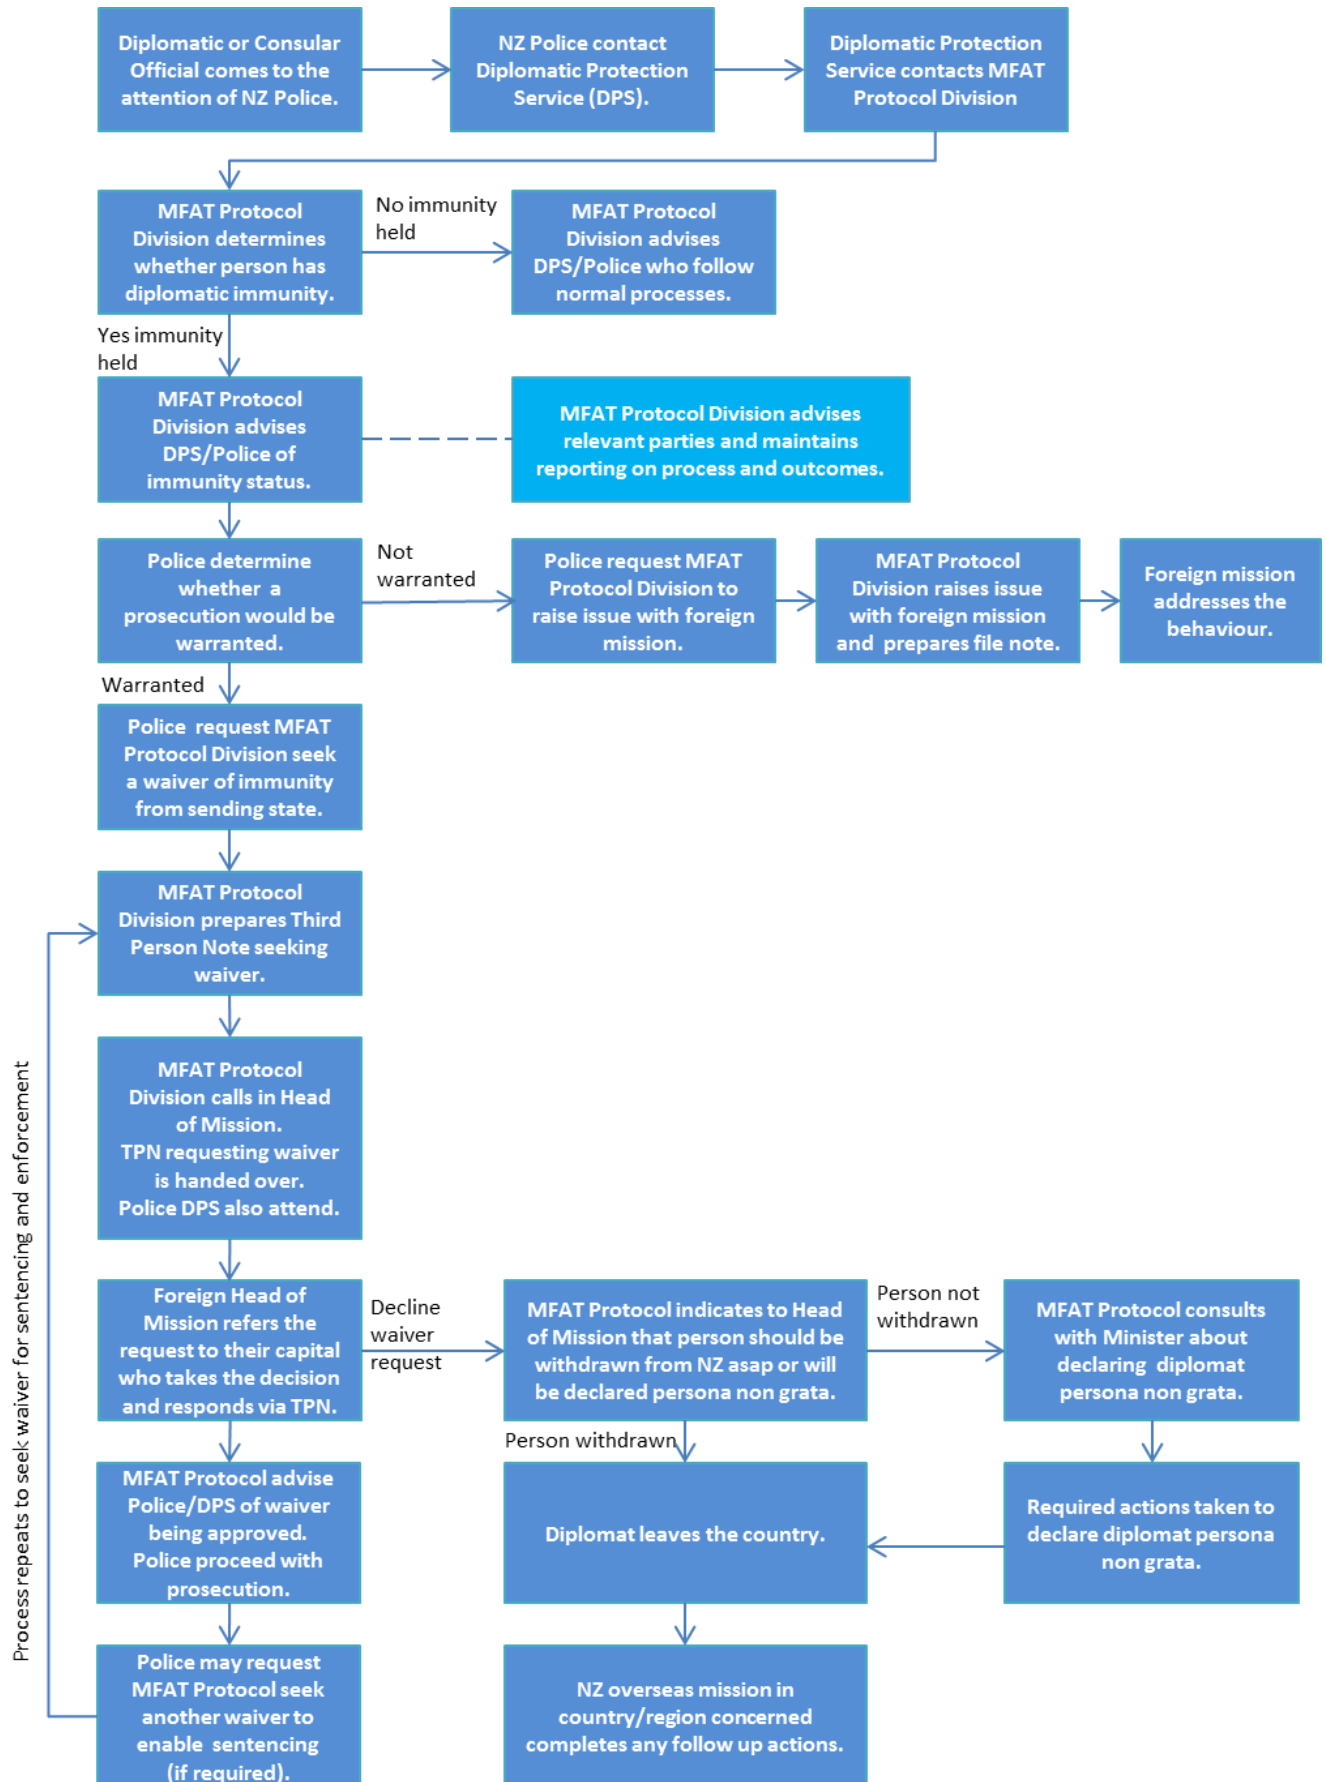 Diplomatic or Consular
Official comes to the
attention of NZ Police.
NZ Police contact
Diplomatic Protection
Service (DPS).
Diplomatic Protection
Service contacts MFAT
Protocol Division
MFAT Protocol
Division determines
whether person has
diplomatic immunity.
No immunity
held
MFAT Protocol
Division advises
DPS/Police who follow
normal processes.
Yes immunity
held
MFAT Protocol
Division advises
DPS/Police of
immunity status.
MFAT Protocol Division advises
relevant parties and maintains
reporting on process and outcomes.
Police determine
whether a
prosecution would be
warranted.
Not
warranted
Police request MFAT
Protocol Division to
raise issue with foreign
mission.
MFAT Protocol
Division raises issue
with foreign mission
and prepares file note.
Foreign mission
addresses the
behaviour.
Warranted
Police request MFAT
Protocol Division seek
a waiver of immunity
from sending state.
MFAT Protocol
Division prepares Third
Person Note seeking
waiver.
MFAT Protocol
Division calls in Head
of Mission.
TPN requesting waiver
is handed over.
Police DPS also attend.
Foreign Head of
Mission refers the
request to their capital
who takes the decision
and responds via TPN.
Decline
waiver
request
MFAT Protocol indicates to Head
of Mission that person should be
withdrawn from NZ asap or will
be declared persona non grata.
Person not
withdrawn
MFAT Protocol consults
with Minister about
declaring diplomat
persona non grata.
Person withdrawn
MFAT Protocol advise
Police/DPS of waiver
being approved.
Police proceed with
prosecution.
Diplomat leaves the country.
Required actions taken to
declare diplomat persona
non grata.
Police may request
MFAT Protocol seek
another waiver to
enable sentencing
(if required).
NZ overseas mission in
country/region concerned
completes any follow up actions.
Process repeats to seek waiver for sentencing and enforcement